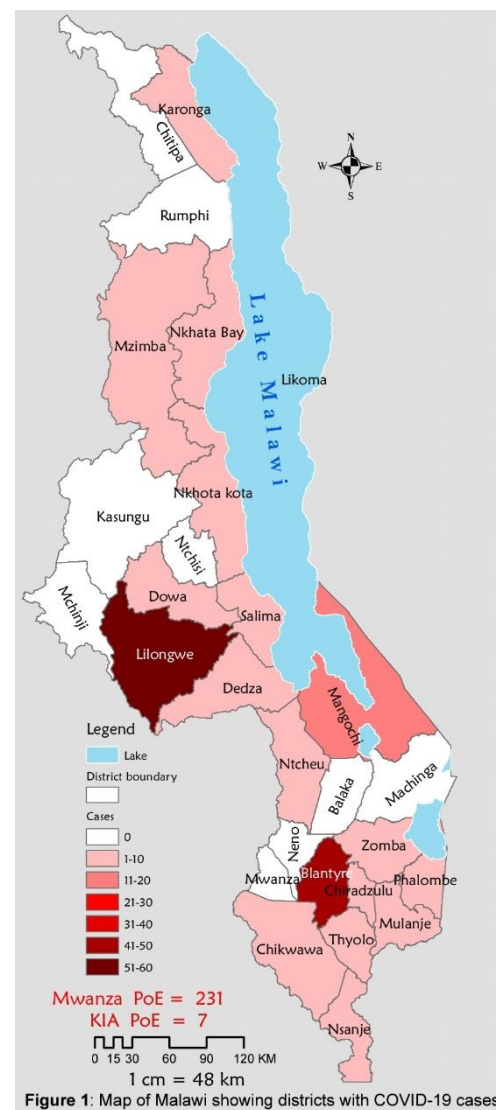 Karonga
Chitipa
N
W E
S
Rumphi
Lake Malawi
Nkhata Bay
Mzimba
Likoma
Nkhota kota
Kasungu
Ntchisi
Mchinji
Dowa
Salima
Lilongwe
Dedza
Mangochi
Legend
Lake
District boundary
Cases
0
1-10
11-20
21-30
31-40
41-50
51-60
Ntcheu
Balaka
Machinga
Neno
Zomba
Mwanza
Blantyre
Chiradzulu
Phalombe
Mulanje
Chikwawa
Thyolo
Nsanje
Mwanza PoE = 231
KIA PoE = 7
0 15 30 60 90 120 KM
1 cm = 48 km
Figure 1: Map of Malawi showing districts with COVID-19 cases